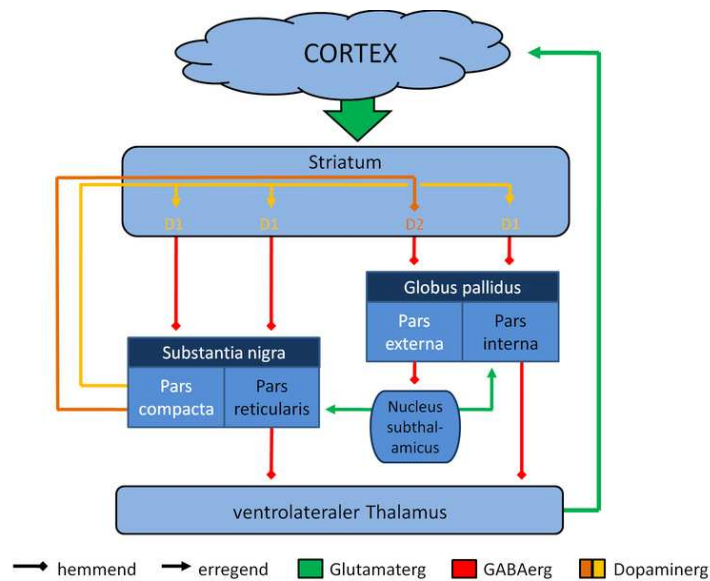 CORTEX
Striatum
D1 D1 D2 D1
Globus pallidus
Pars
externa
Pars
interna
Substantia nigra
Pars
compacta
Pars
reticularis
Nucleus
subthal-
amicus
ventrolateraler Thalamus
hemmend erregend Glutamaterg GABAerg Dopaminerg